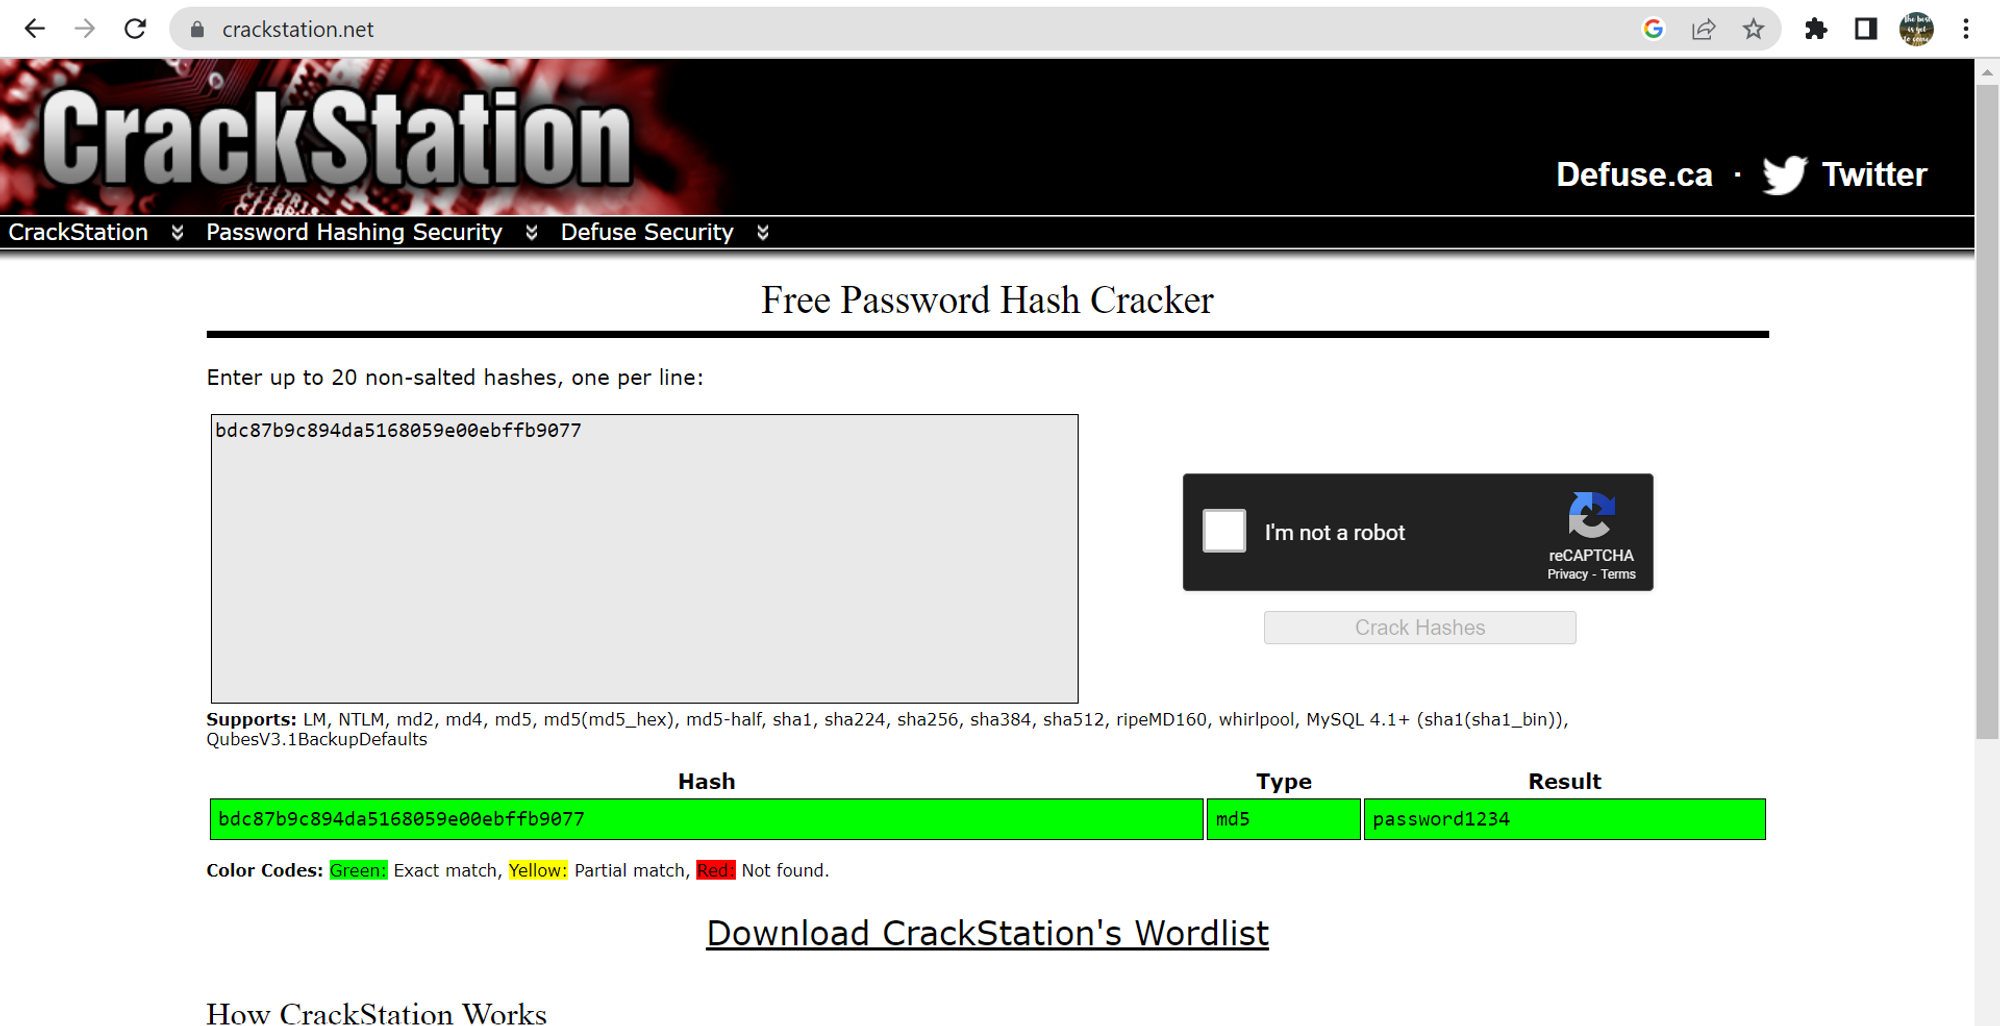 crackstation.net
CrackStation
Defuse.ca · Twitter
CrackStation Password Hashing Security Defuse Security
Free Password Hash Cracker
Enter up to 20 non-salted hashes, one per line:
bdc87b9c894da5168059e00ebffb9077
I'm not a robot
reCAPTCHA
Privacy - Terms
Crack Hashes
Supports: LM, NTLM, md2, md4, md5, md5(md5_hex), md5-half, sha1, sha224, sha256, sha384, sha512, ripeMD160, whirlpool, MySQL 4.1+ (sha1(sha1_bin)),
QubesV3.1BackupDefaults
Hash Type Result
bdc87b9c894da5168059e00ebffb9077 md5 password1234
Color Codes: Green: Exact match, Yellow: Partial match, Red: Not found.
Download CrackStation's Wordlist
How CrackStation Works